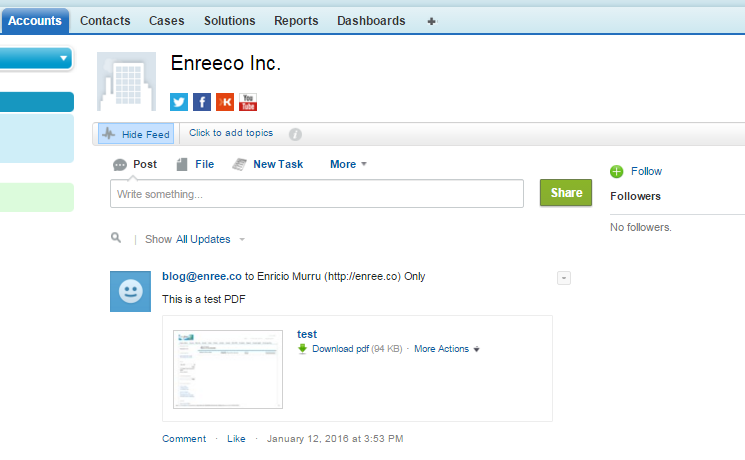 Accounts Contacts Cases Solutions Reports Dashboards +
Enreeco Inc.
You Tube
Hide Feed Click to add topics i
Post File New Task More
Follow
Write something... Share
Followers
No followers.
Show All Updates
blog@enree.co to Enricio Murru (http://enree.co) Only
This is a test PDF
test
Download pdf (94 KB) · More Actions
Comment · Like · January 12, 2016 at 3:53 PM